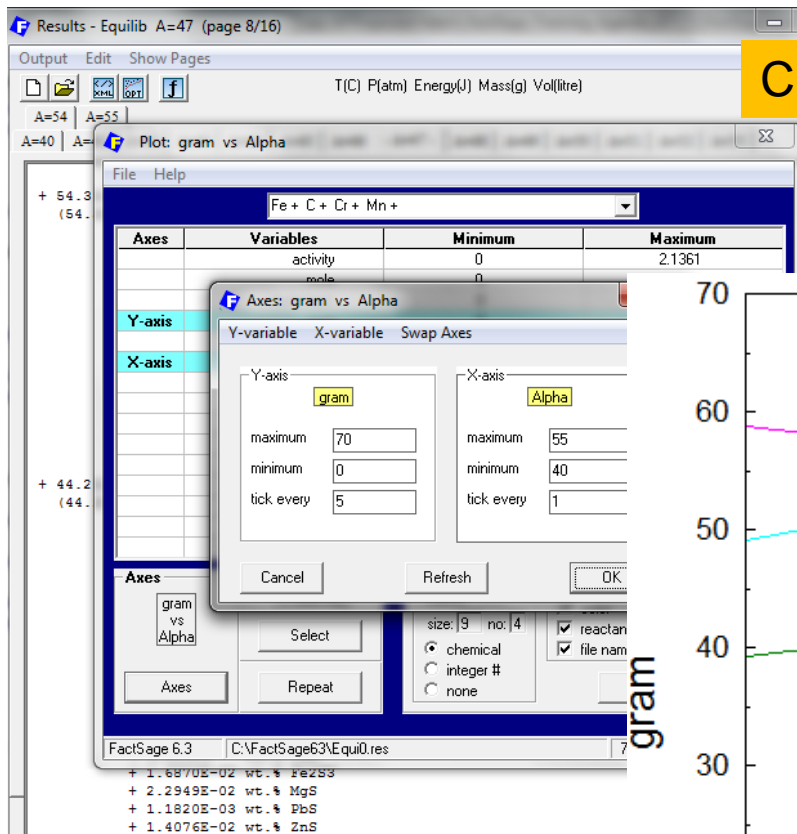 Results - Equilib A=47 (page 8/16)
Output Edit Show Pages
T(C) P(atm) Energy(J) Mass(g) Vol(litre)
C
XML OPT f
A=54 A=55
A=40
Plot: gram vs Alpha
File Help
+ 54.3
(54.
Fe + C + Cr + Mn +
Axes Variables Minimum Maximum
activity 0 2.1361
mole 0
Axes: gram vs Alpha
Y-axis
Y-variable X-variable Swap Axes
X-axis
Y-axis X-axis
gram Alpha
maximum 70 maximum 55
minimum 0 minimum 40
tick every 5 tick every 1
+ 44.2
(44.
Cancel Refresh OK
Axes
gram
vs
Alpha
Select
size: 9 no: 4
chemical
integer #
none
reactan
file nam
Axes Repeat
FactSage 6.3 C:\FactSage63\Equi0.res 7
+ 1.6870E-02 wt.% Fe2S3
+ 2.2949E-02 wt.% MgS
+ 1.1820E-03 wt.% PbS
+ 1.4076E-02 wt.% ZnS
70
60
50
40
30
gram